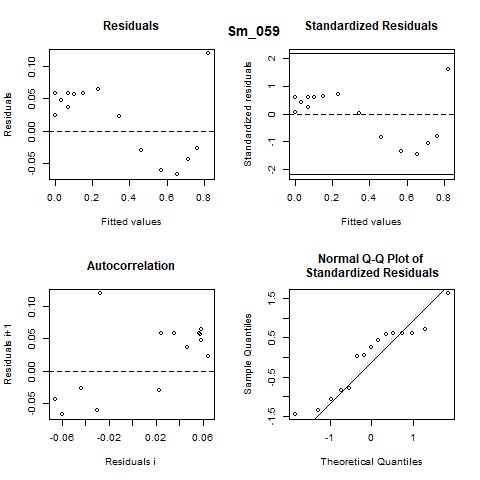 Sm_059
Residuals
Residuals
-0.05 0.00 0.05 0.10
0.0 0.2 0.4 0.6 0.8
Fitted values
Standardized Residuals
Standardized residuals
-2 -1 0 1 2
0.0 0.2 0.4 0.6 0.8
Fitted values
Autocorrelation
Residuals i+1
-0.05 0.00 0.05 0.10
-0.06 -0.02 0.02 0.06
Residuals i
Normal Q-Q Plot of
Standardized Residuals
Sample Quantiles
-1.5 -0.5 0.5 1.5
-1 0 1
Theoretical Quantiles